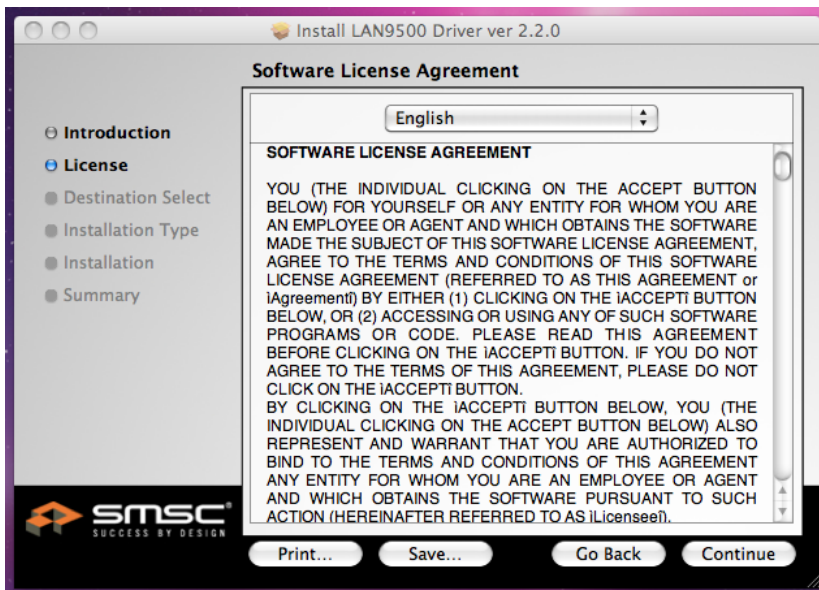 Install LAN9500 Driver ver 2.2.0
Software License Agreement
Introduction
License
Destination Select
Installation Type
Installation
Summary
English
SOFTWARE LICENSE AGREEMENT
YOU (THE INDIVIDUAL CLICKING ON THE ACCEPT BUTTON
BELOW) FOR YOURSELF OR ANY ENTITY FOR WHOM YOU ARE
AN EMPLOYEE OR AGENT AND WHICH OBTAINS THE SOFTWARE
MADE THE SUBJECT OF THIS SOFTWARE LICENSE AGREEMENT,
AGREE TO THE TERMS AND CONDITIONS OF THIS SOFTWARE
LICENSE AGREEMENT (REFERRED TO AS THIS AGREEMENT or
ìAgreementî) BY EITHER (1) CLICKING ON THE ìACCEPTî BUTTON
BELOW, OR (2) ACCESSING OR USING ANY OF SUCH SOFTWARE
PROGRAMS OR CODE. PLEASE READ THIS AGREEMENT
BEFORE CLICKING ON THE ìACCEPTî BUTTON. IF YOU DO NOT
AGREE TO THE TERMS OF THIS AGREEMENT, PLEASE DO NOT
CLICK ON THE ìACCEPTî BUTTON.
BY CLICKING ON THE ìACCEPTî BUTTON BELOW, YOU (THE
INDIVIDUAL CLICKING ON THE ACCEPT BUTTON BELOW) ALSO
REPRESENT AND WARRANT THAT YOU ARE AUTHORIZED TO
BIND TO THE TERMS AND CONDITIONS OF THIS AGREEMENT
ANY ENTITY FOR WHOM YOU ARE AN EMPLOYEE OR AGENT
AND WHICH OBTAINS THE SOFTWARE PURSUANT TO SUCH
ACTION (HEREINAFTER REFERRED TO AS ìLicenseeî).
smsc®
SUCCESS BY DESIGN
Print...
Save...
Go Back
Continue